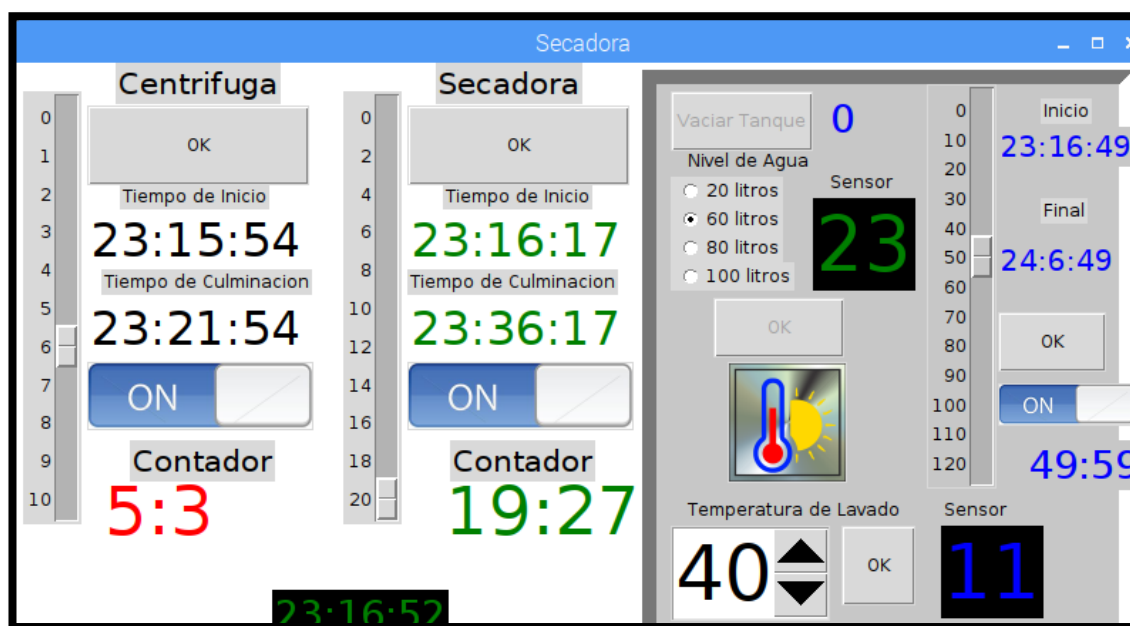 Secadora
Centrifuga
0
1
2
3
4
5
6
7
8
9
10
OK
Tiempo de Inicio
23:15:54
Tiempo de Culminacion
23:21:54
ON
Contador
5:3
Secadora
0
2
4
6
8
10
12
14
16
18
20
OK
Tiempo de Inicio
23:16:17
Tiempo de Culminacion
23:36:17
ON
Contador
19:27
23:16:52
Vaciar Tanque
0
Nivel de Agua
20 litros
60 litros
80 litros
100 litros
Sensor
23
OK
Temperatura de Lavado
40
OK
0
10
20
30
40
50
60
70
80
90
100
110
120
Inicio
23:16:49
Final
24:6:49
OK
ON
49:59
Sensor
11